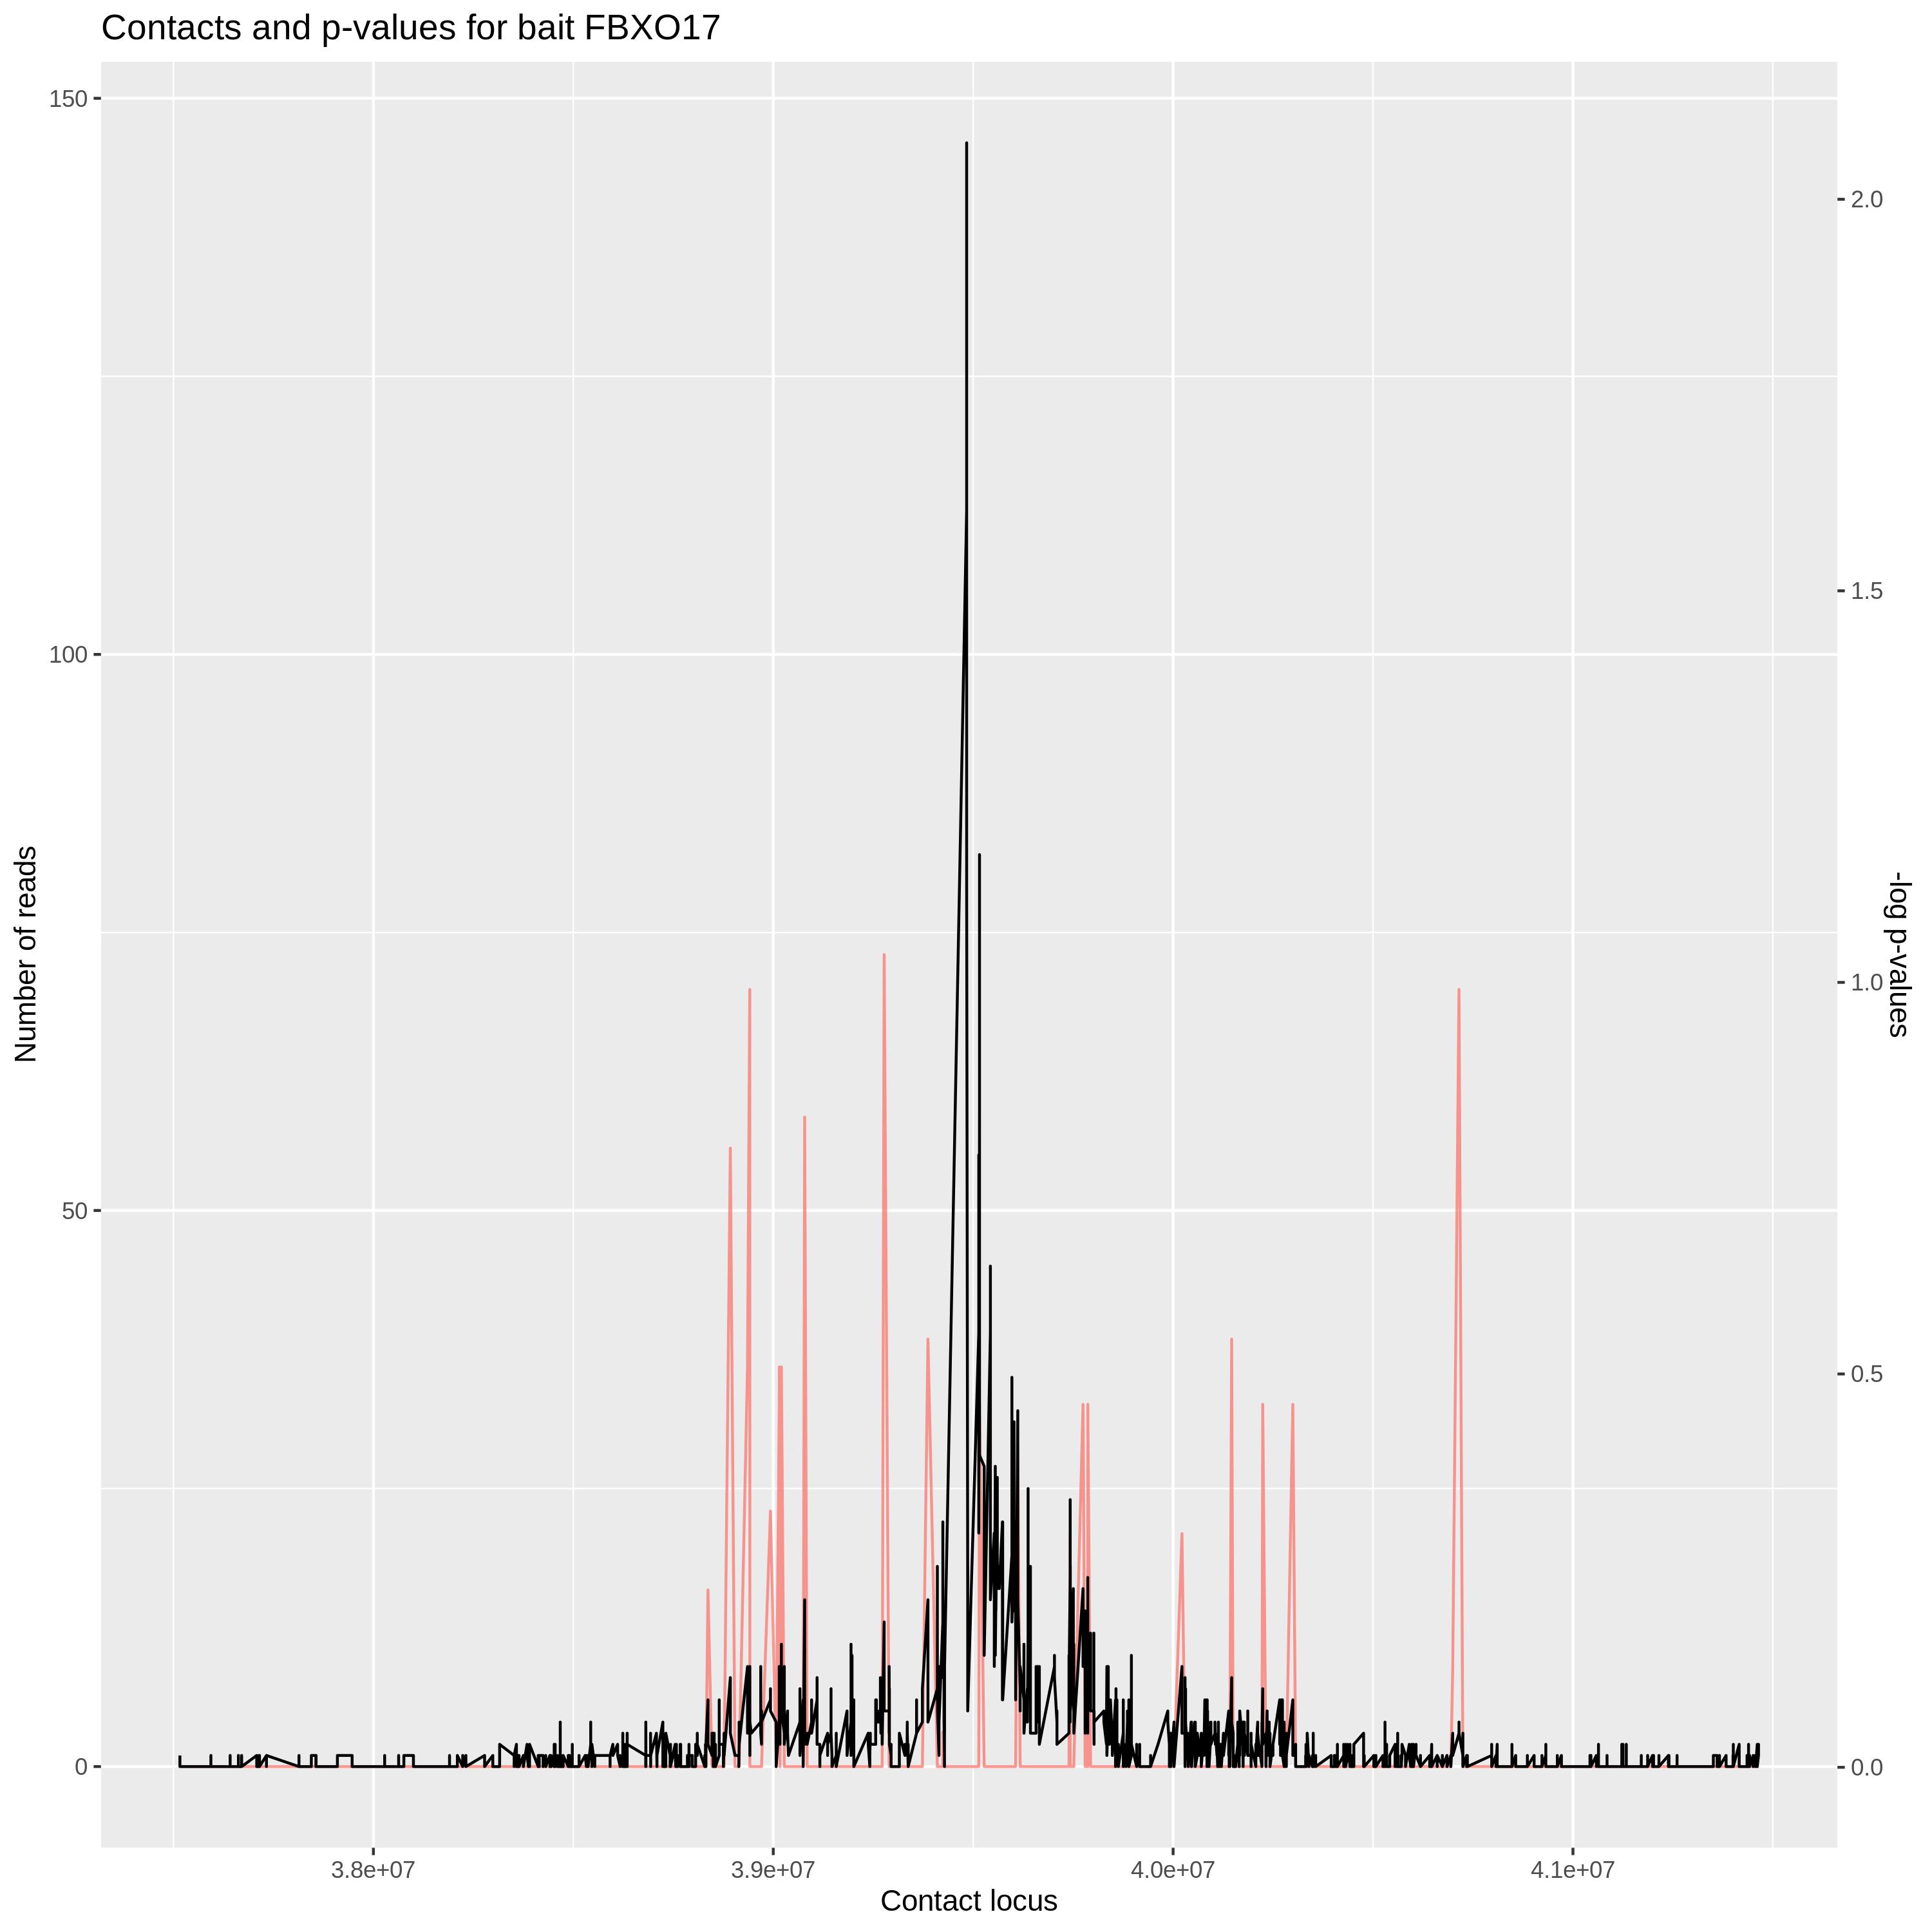 Contacts and p-values for bait FBXO17
150
100
50
0
Number of reads
2.0
1.5
1.0
0.5
0.0
-log p-values
3.8e+07
3.9e+07
4.0e+07
4.1e+07
Contact locus